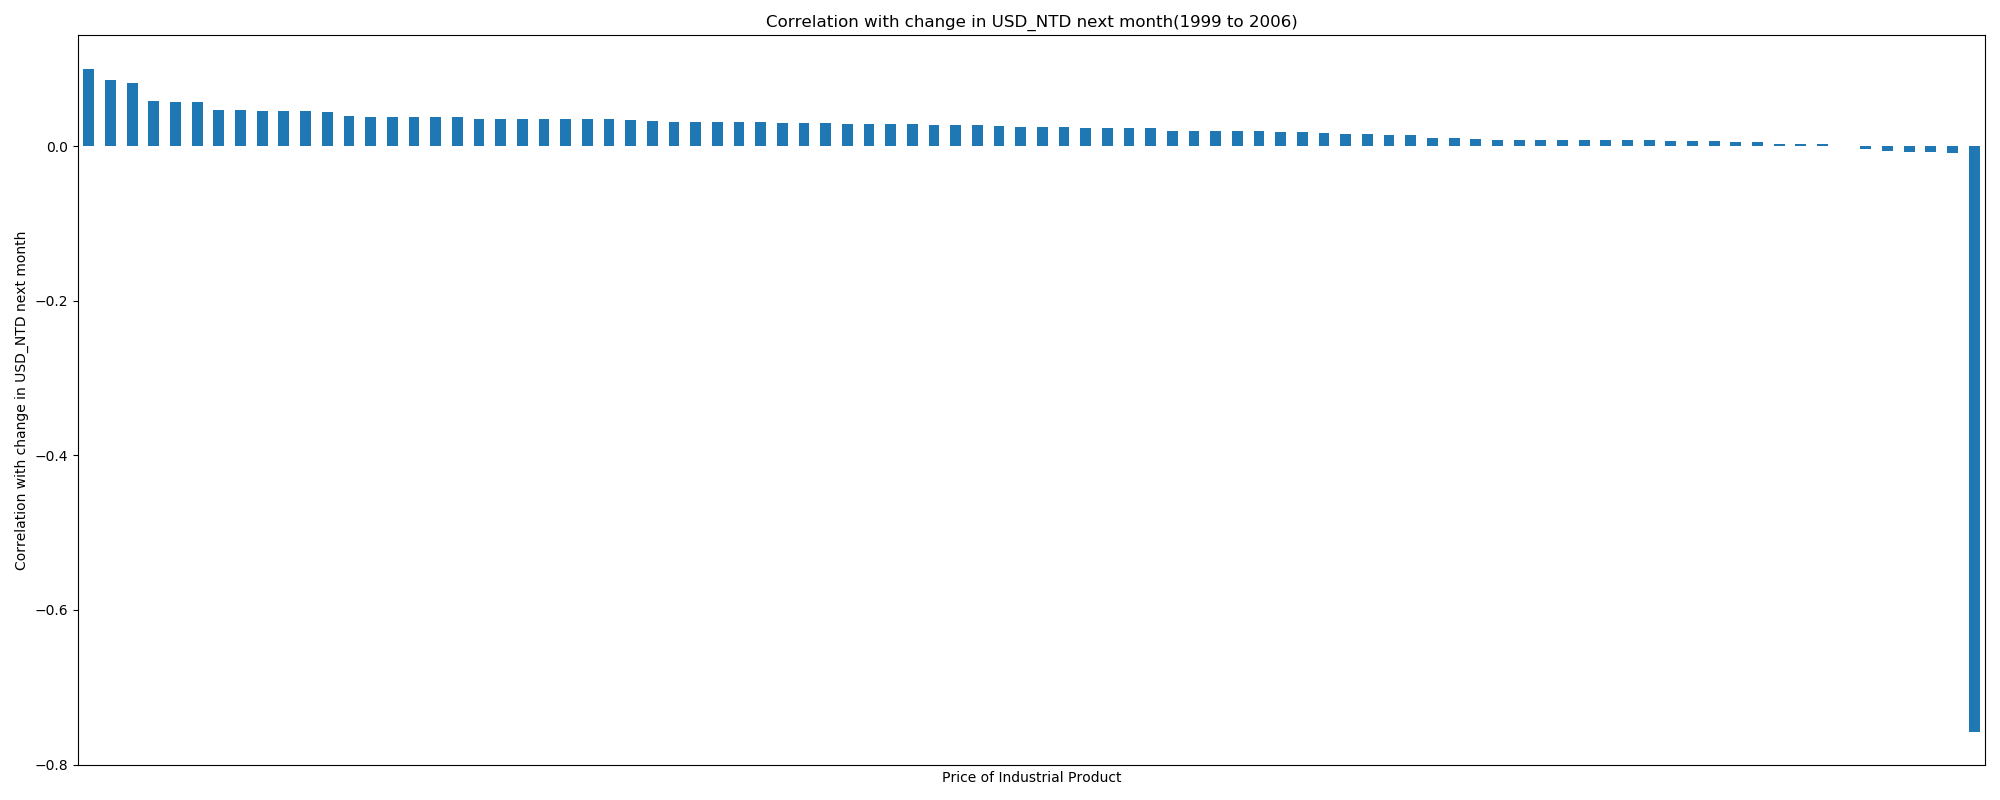 Correlation with change in USD_NTD next month(1999 to 2006)
Correlation with change in USD_NTD next month
0.0
−0.2
−0.4
−0.6
−0.8
Price of Industrial Product